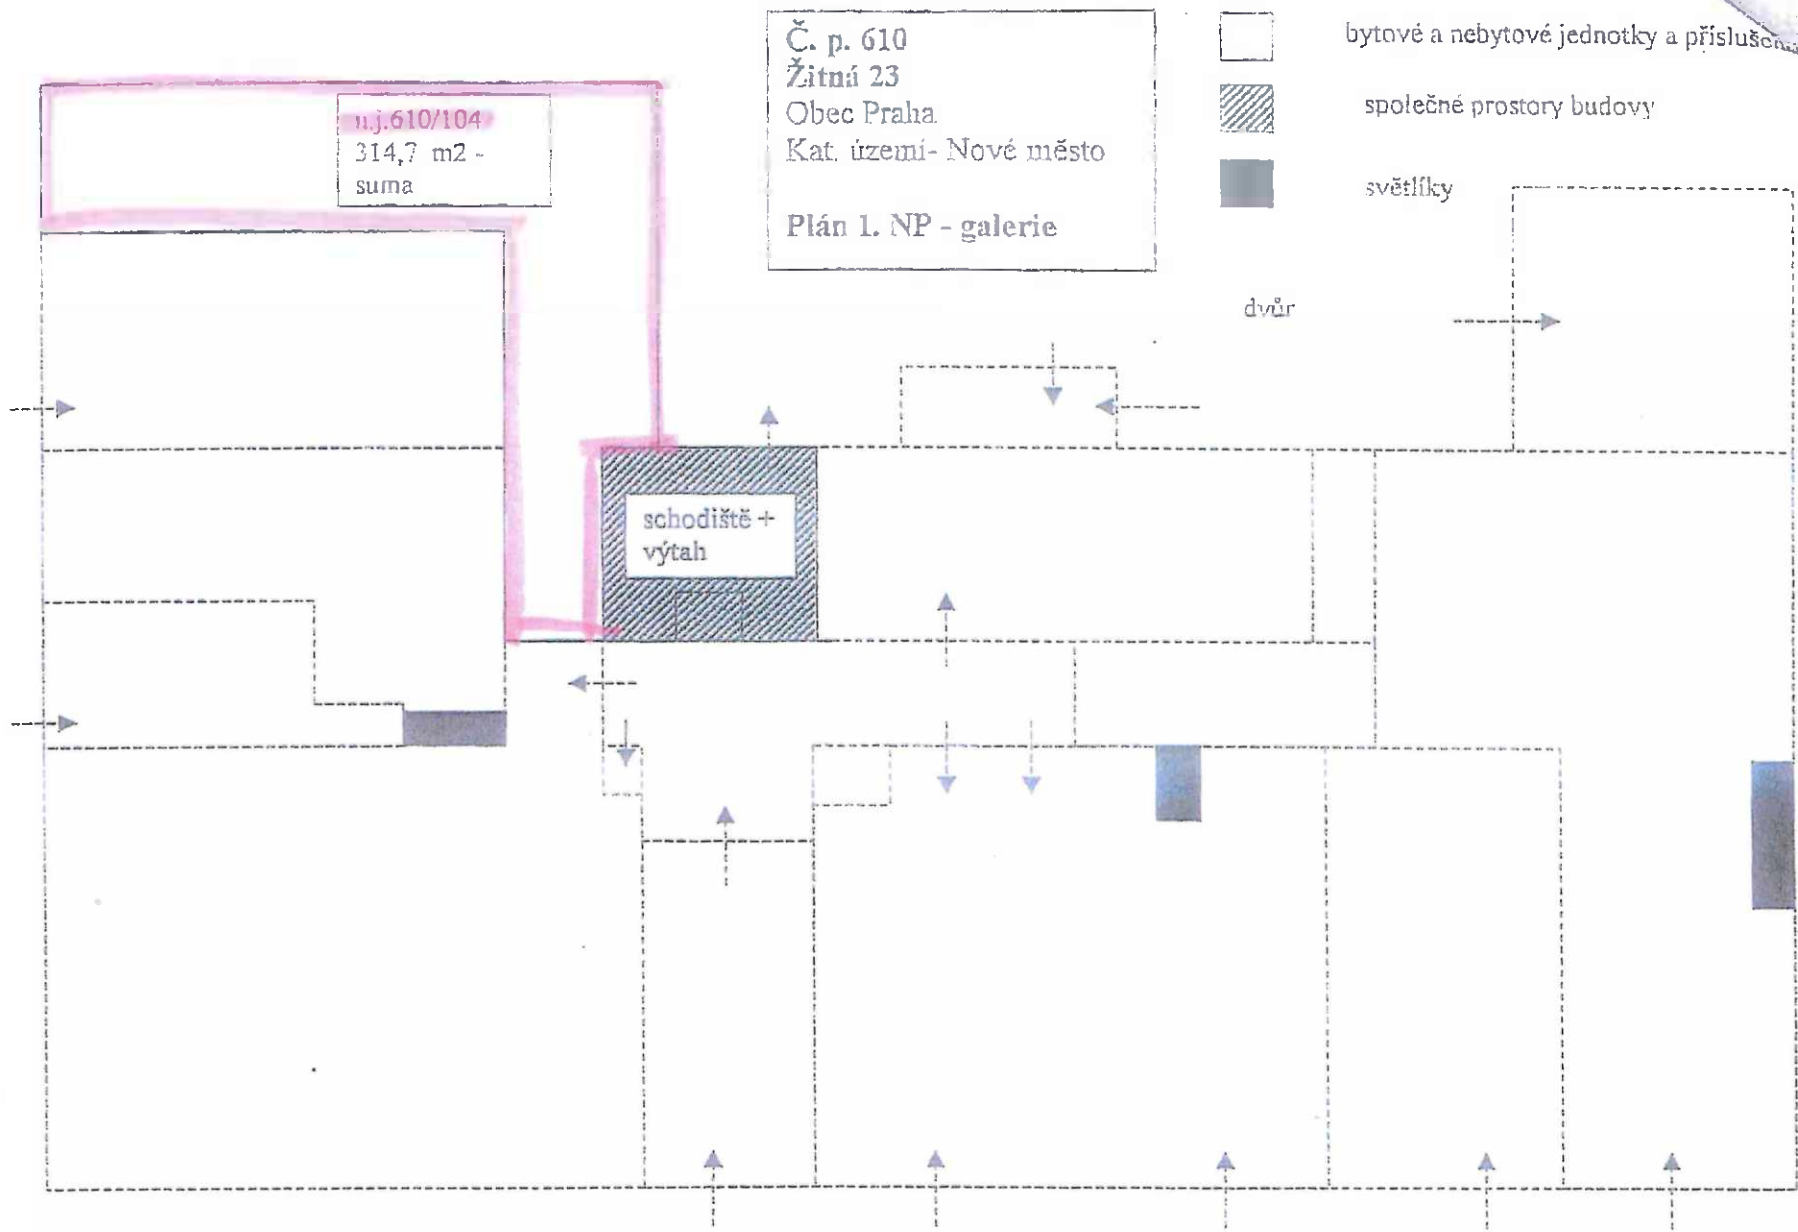 Č. p. 610
Žitná 23
Obec Praha
Kat. území- Nové město
Plán 1. NP - galerie
bytové a nebytové jednotky a
společné prostory budovy
světlíky
n.j.610/104
314,7 m2 -
suma
dvůr
schodiště +
výtah